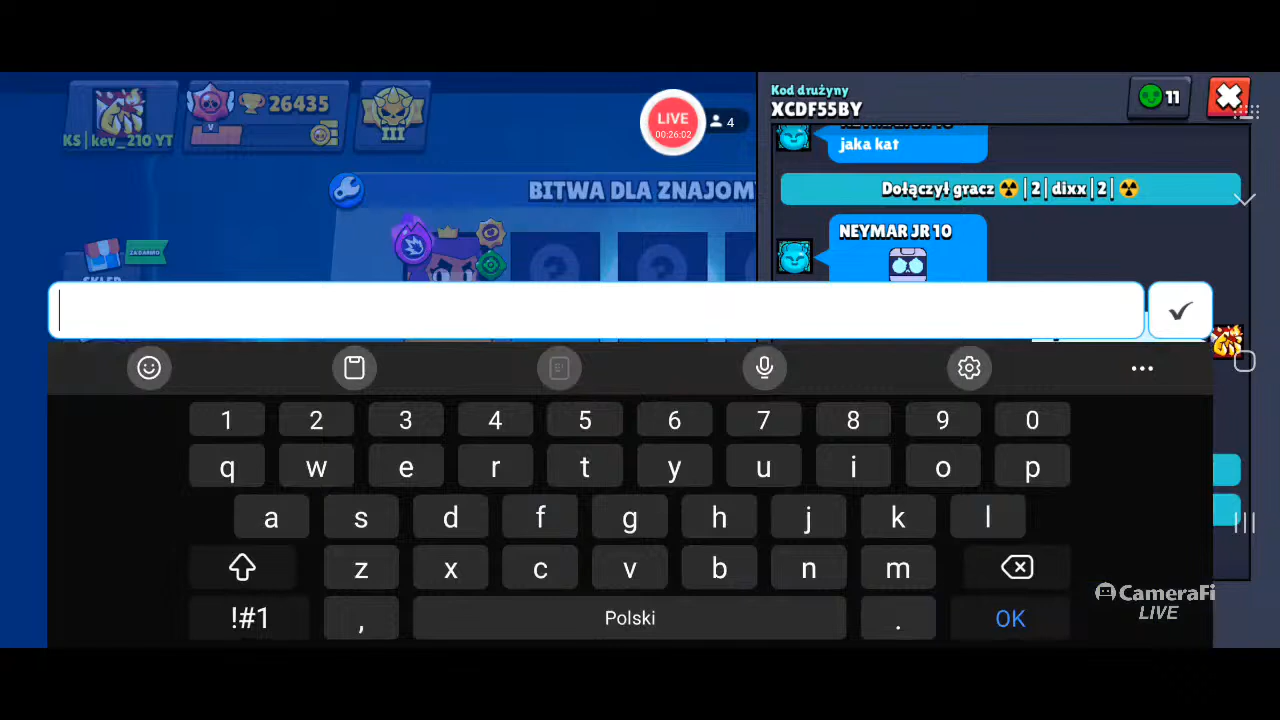 KS | kev_210 YT
V
26435
III
LIVE
00:26:02
4
Kod drużyny
XCDF55BY
11
jaka kat
Dołączył gracz ☢️|2|dixx|2|☢️
BITWA DLA ZNAJOM
NEYMAR JR 10
ZADARMO
1 2 3 4 5 6 7 8 9 0
q w e r t y u i o p
a s d f g h j k l
z x c v b n m
!#1 , Polski . OK
CameraFi
LIVE